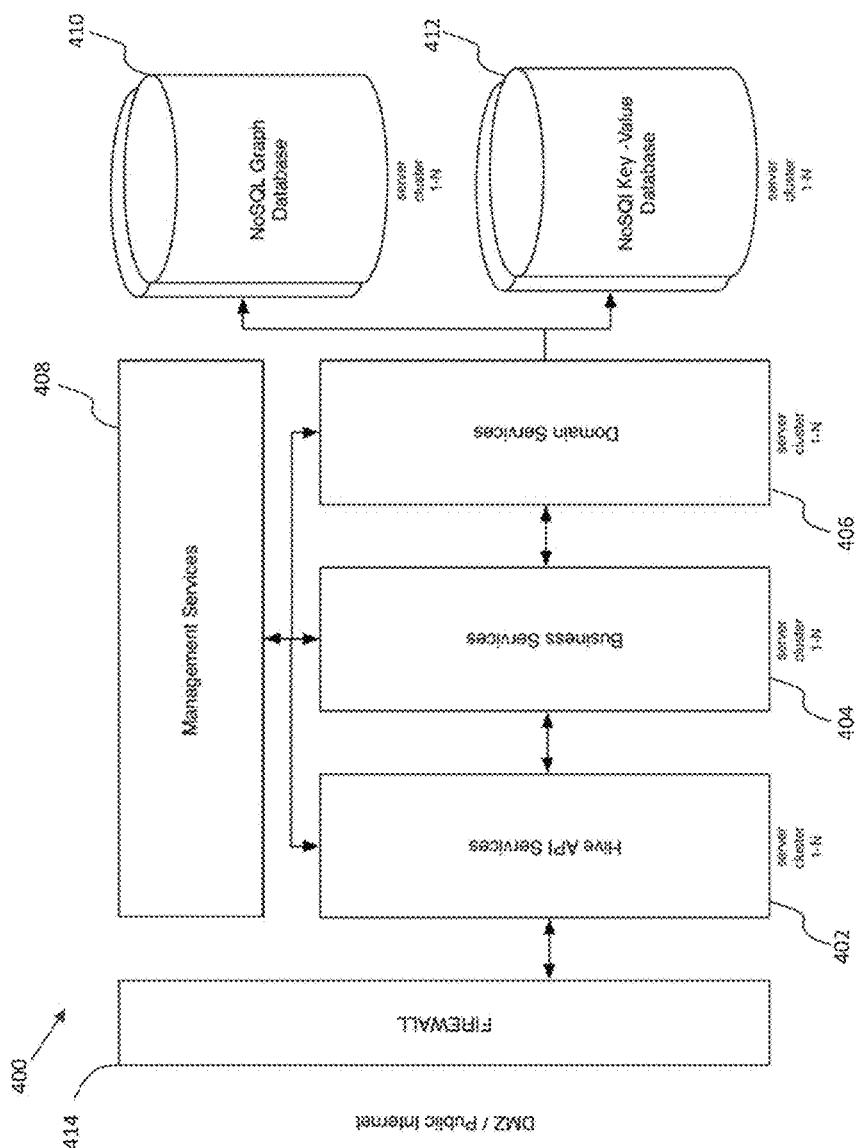 400
414
DMZ / Public Internet
FIREWALL
402
Hive API Services
server
cluster
1-N
404
Business Services
server
cluster
1-N
406
Domain Services
server
cluster
1-N
408
Management Services
410
NoSQL Graph
Database
server
cluster
1-N
412
NoSQl Key -Value
Database
server
cluster
1-N